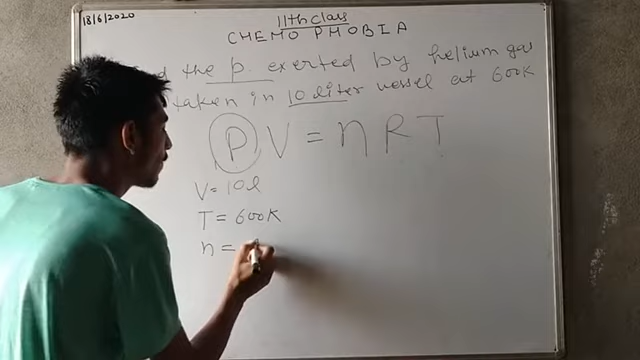 18/6/2020
11th class
CHEMO PHOBIA
d the p. exerted by helium gas
taken in 10 liter vessel at 600K
PV = nRT
V = 10l
T = 600K
n =